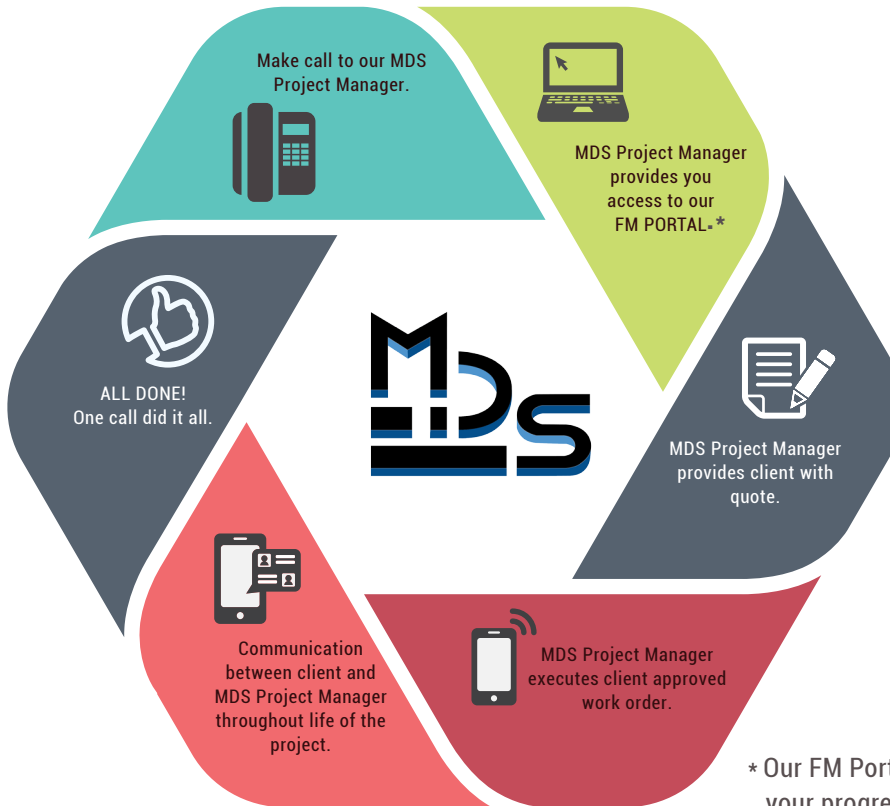 Make call to our MDS
Project Manager.
MDS Project Manager
provides you
access to our
FM PORTAL.*
MDS Project Manager
provides client with
quote.
MDS Project Manager
executes client approved
work order.
Communication
between client and
MDS Project Manager
throughout life of the
project.
ALL DONE!
One call did it all.
MDS
* Our FM
your